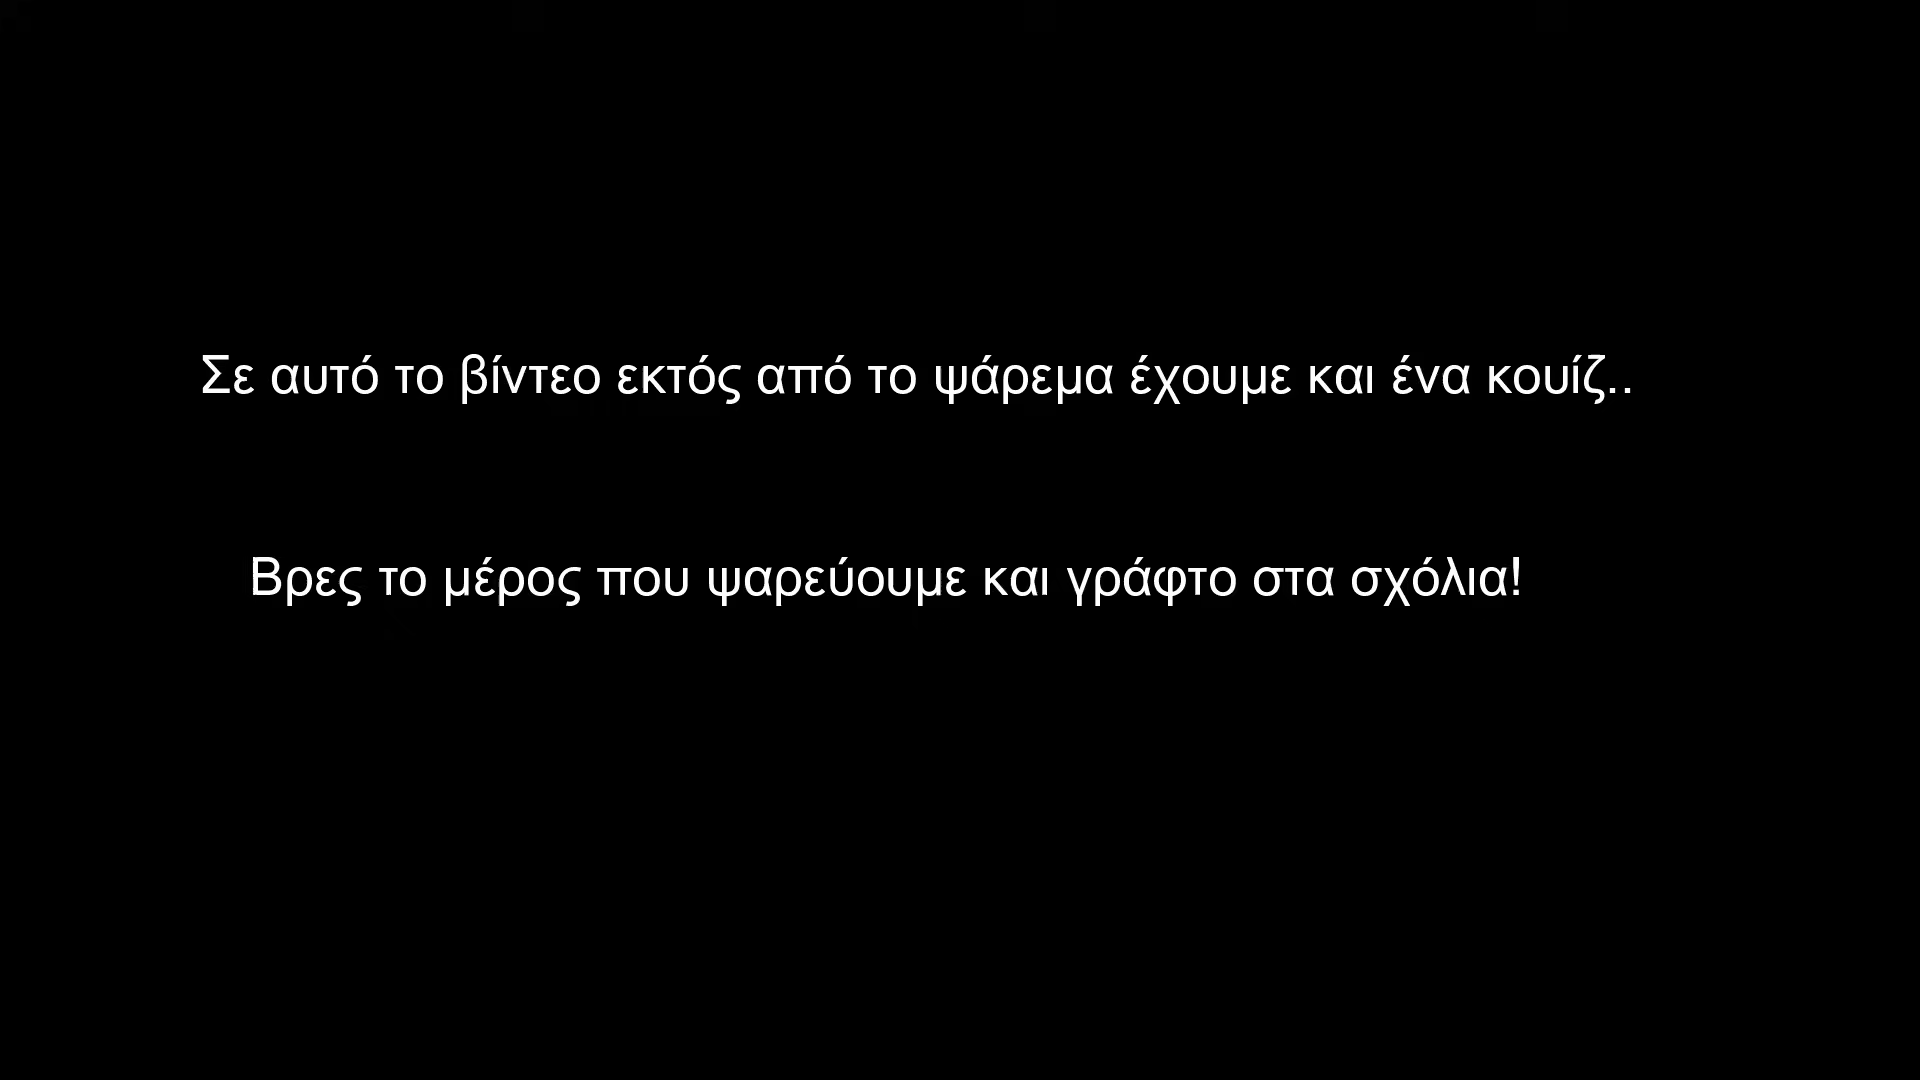 Σε αυτό το βίντεο εκτός από το ψάρεμα έχουμε και ένα κουίζ..
Βρες το μέρος που ψαρεύουμε και γράφτο στα σχόλια!